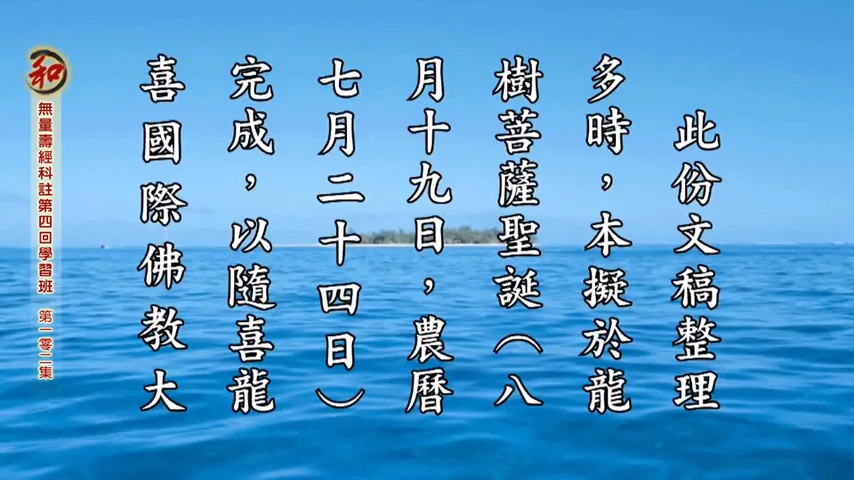 此份文稿整理
多時，本擬於龍
樹菩薩聖誕（八
月十九日，農曆
七月二十四日）
完成，以隨喜龍
喜國際佛教大
和
無量壽經科註第四回學習班 第一零二集